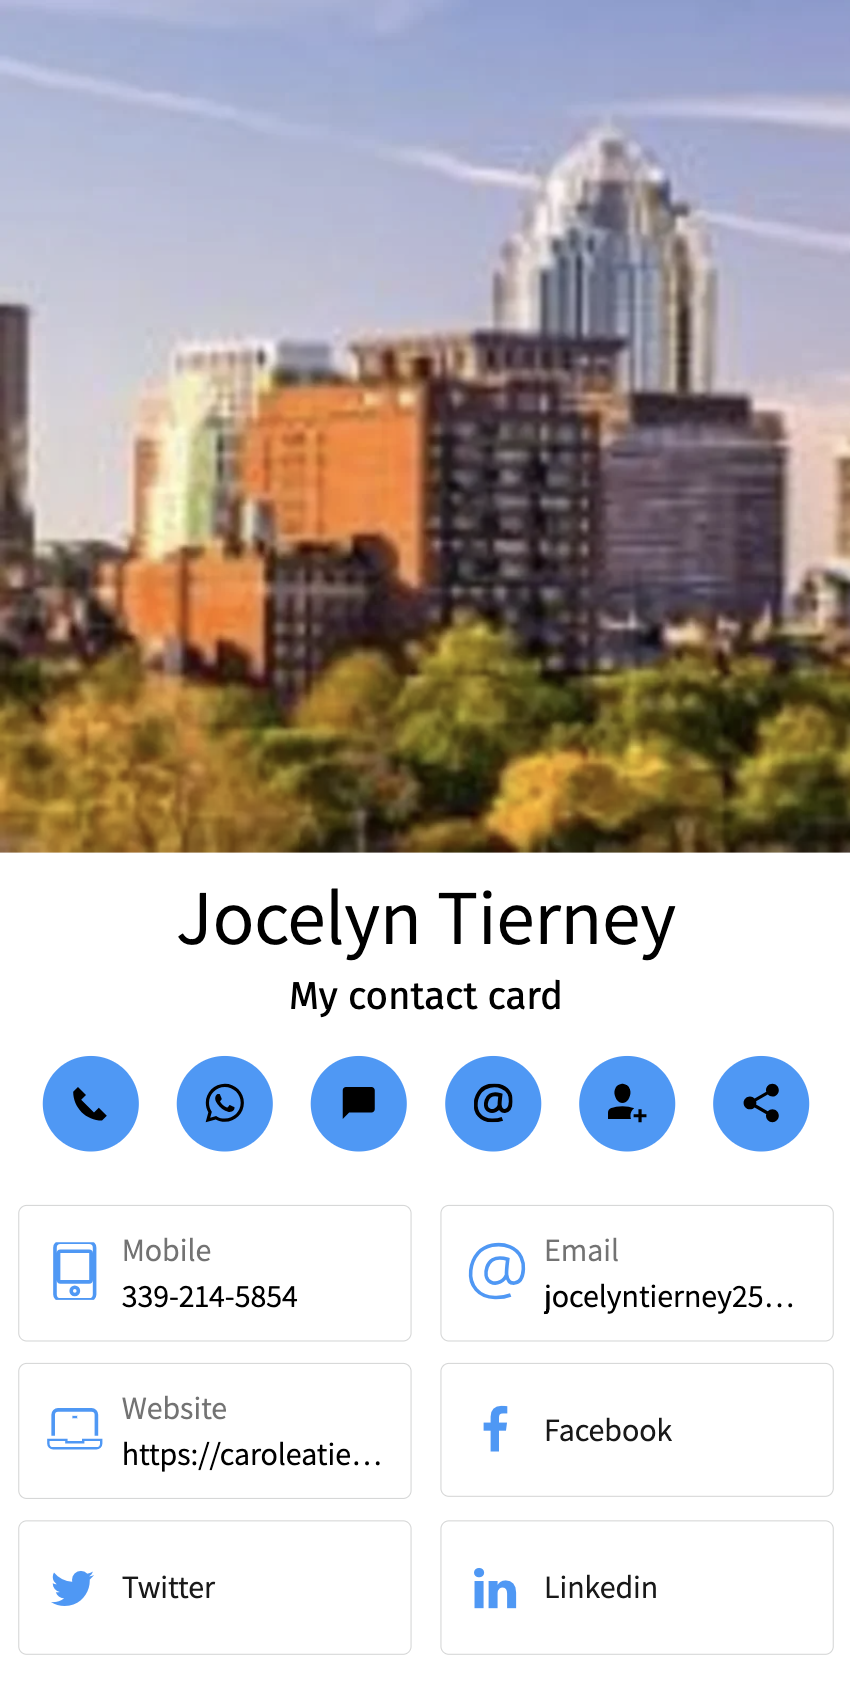 Jocelyn Tierney
My contact card
Mobile
339-214-5854
Email
jocelyntierney25...
Website
https://caroleatie...
Facebook
Twitter
Linkedin